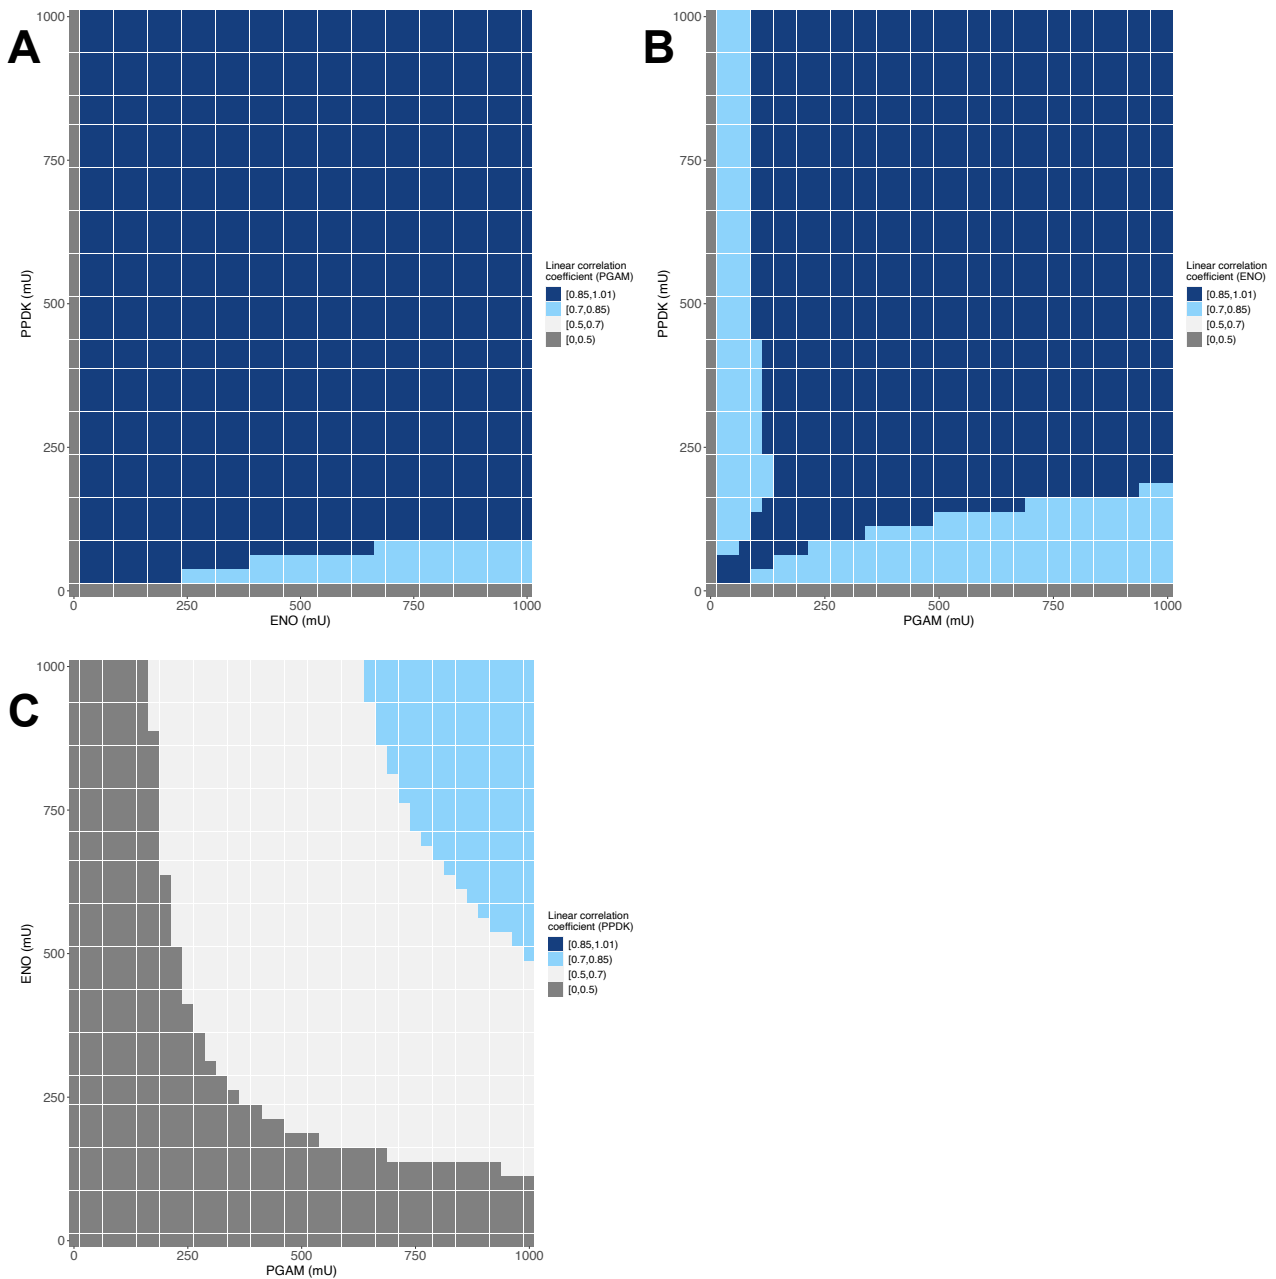 A
1000
750
500
250
0
PPDK (mU)
0 250 500 750 1000
ENO (mU)
Linear correlation
coefficient (PGAM)
[0.85,1.01)
[0.7,0.85)
[0.5,0.7)
[0,0.5)
B
1000
750
500
250
0
PPDK (mU)
0 250 500 750 1000
PGAM (mU)
Linear correlation
coefficient (ENO)
[0.85,1.01)
[0.7,0.85)
[0.5,0.7)
[0,0.5)
C
1000
750
500
250
0
ENO (mU)
0 250 500 750 1000
PGAM (mU)
Linear correlation
coefficient (PPDK)
[0.85,1.01)
[0.7,0.85)
[0.5,0.7)
[0,0.5)